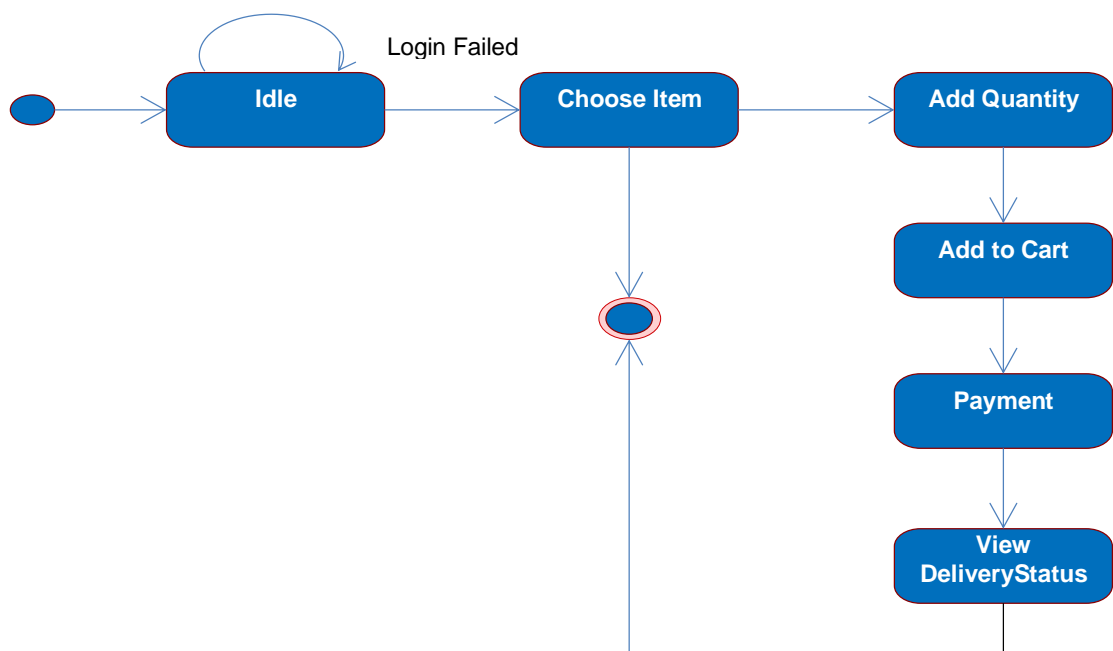 Login Failed
Idle
Choose Item
Add Quantity
Add to Cart
Payment
View
DeliveryStatus